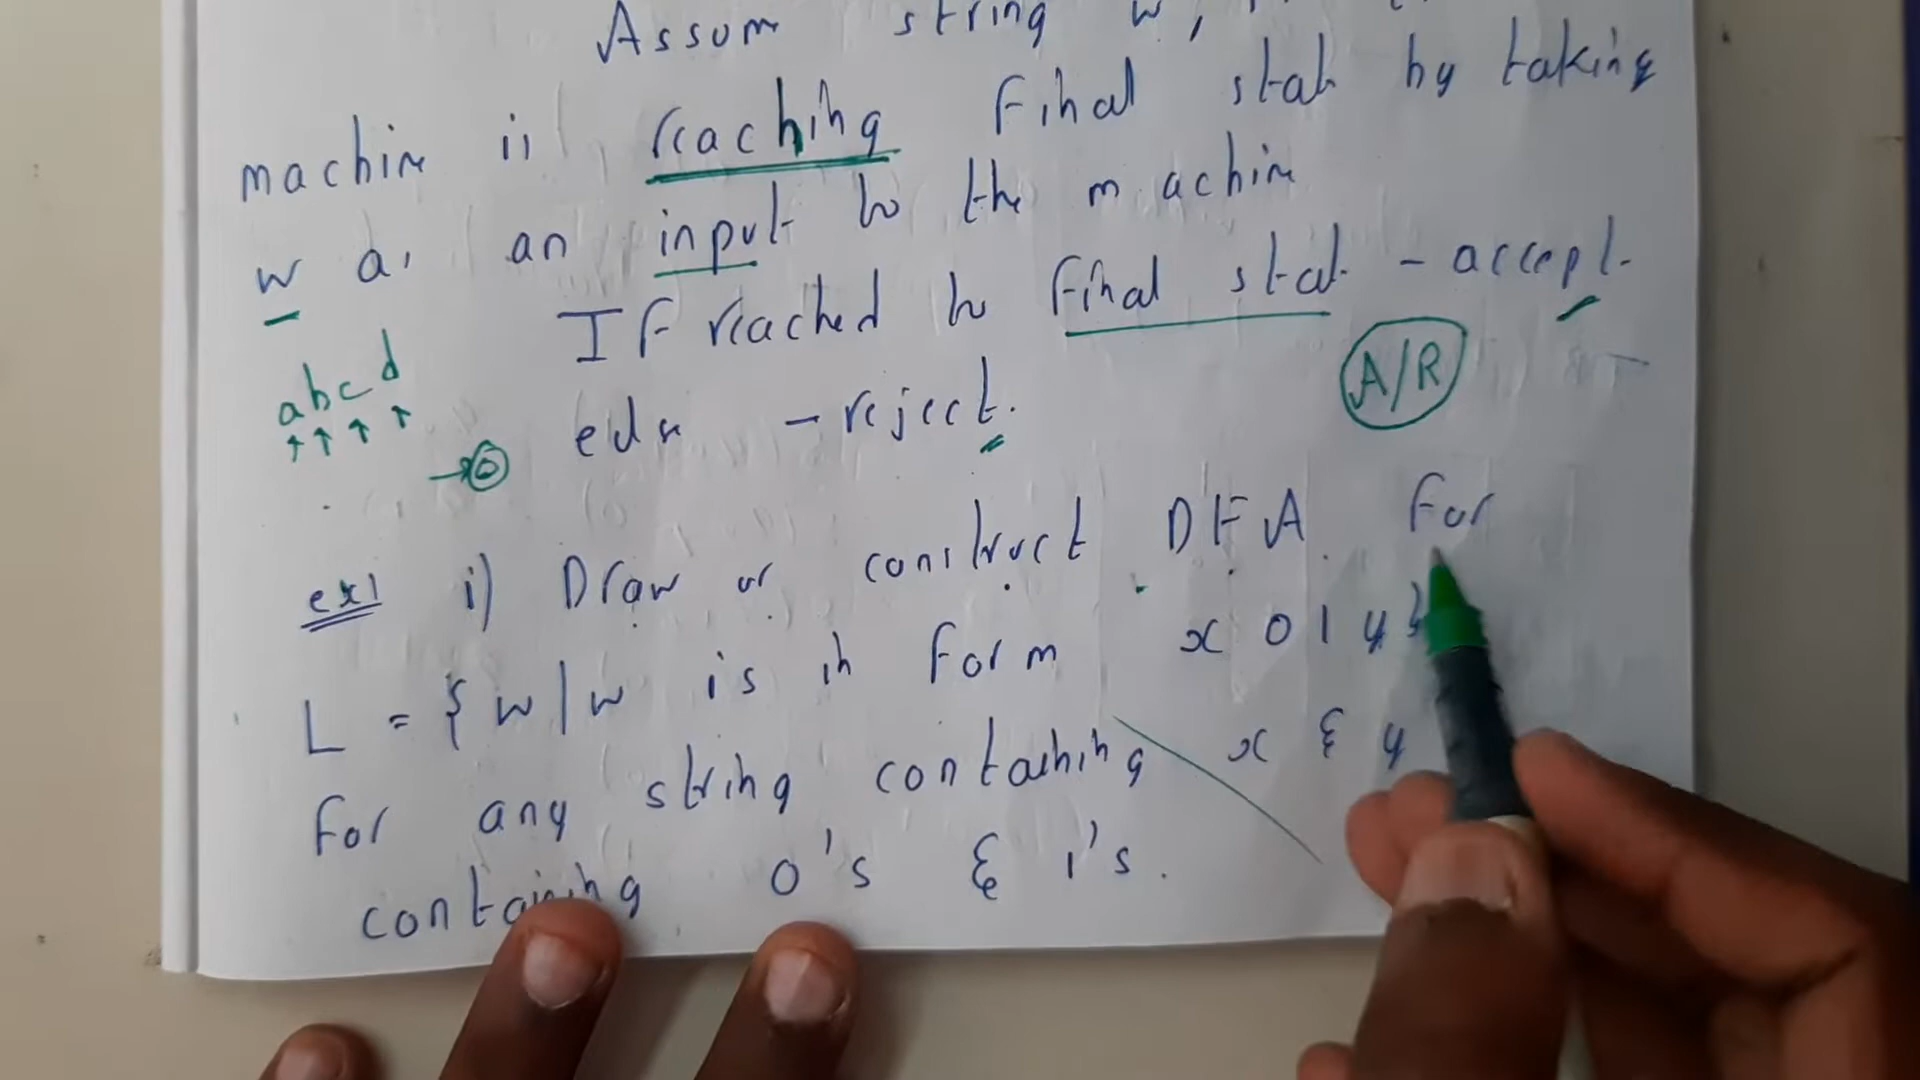 Assum string w,
machine is reaching final stat by taking
w as an input to the machine
If reached to final stat - accept.
abcd A/R
else - reject.
ex1 i) Draw or construct DFA for
L = {w/w is in form x01y}
for any string containing x & y
containing 0's & 1's.